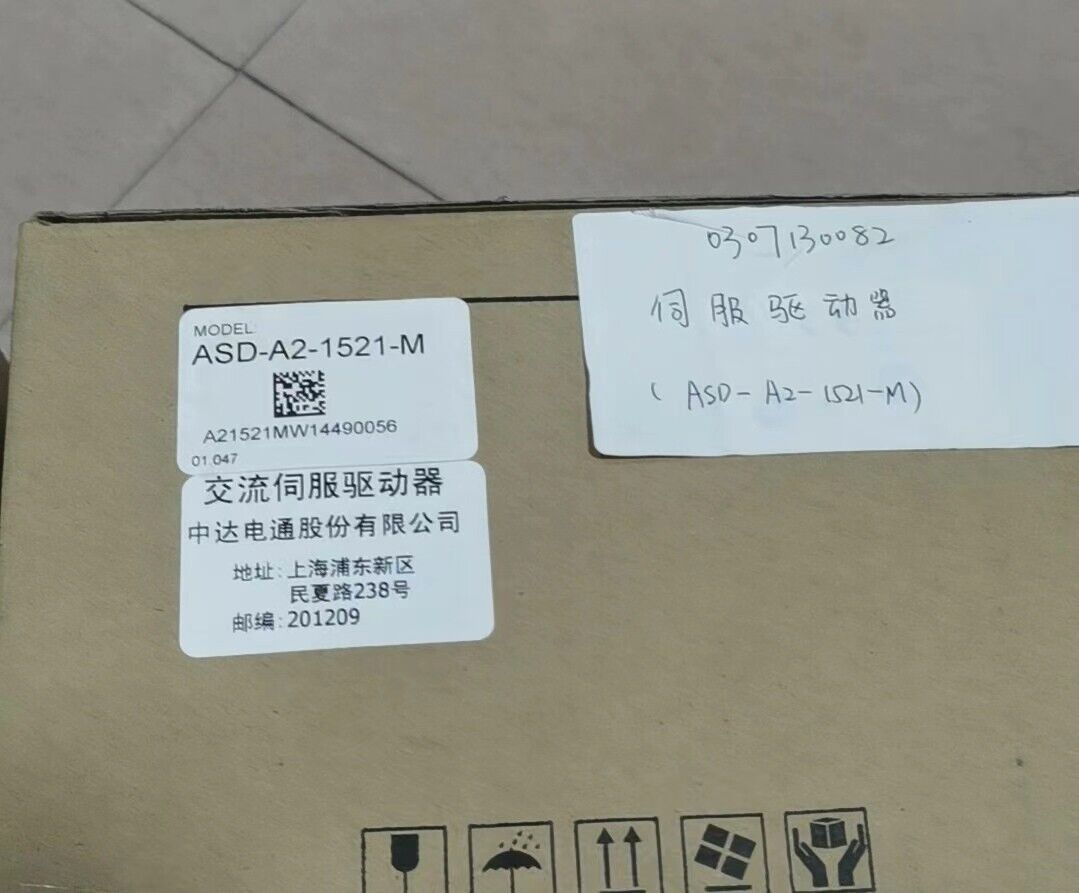 MODEL:
ASD-A2-1521-M
A21521MW14490056
01.047
交流伺服驱动器
中达电通股份有限公司
地址:上海浦东新区
民夏路238号
邮编:201209
0307130082
伺服驱动器
(ASD-A2-1521-M)